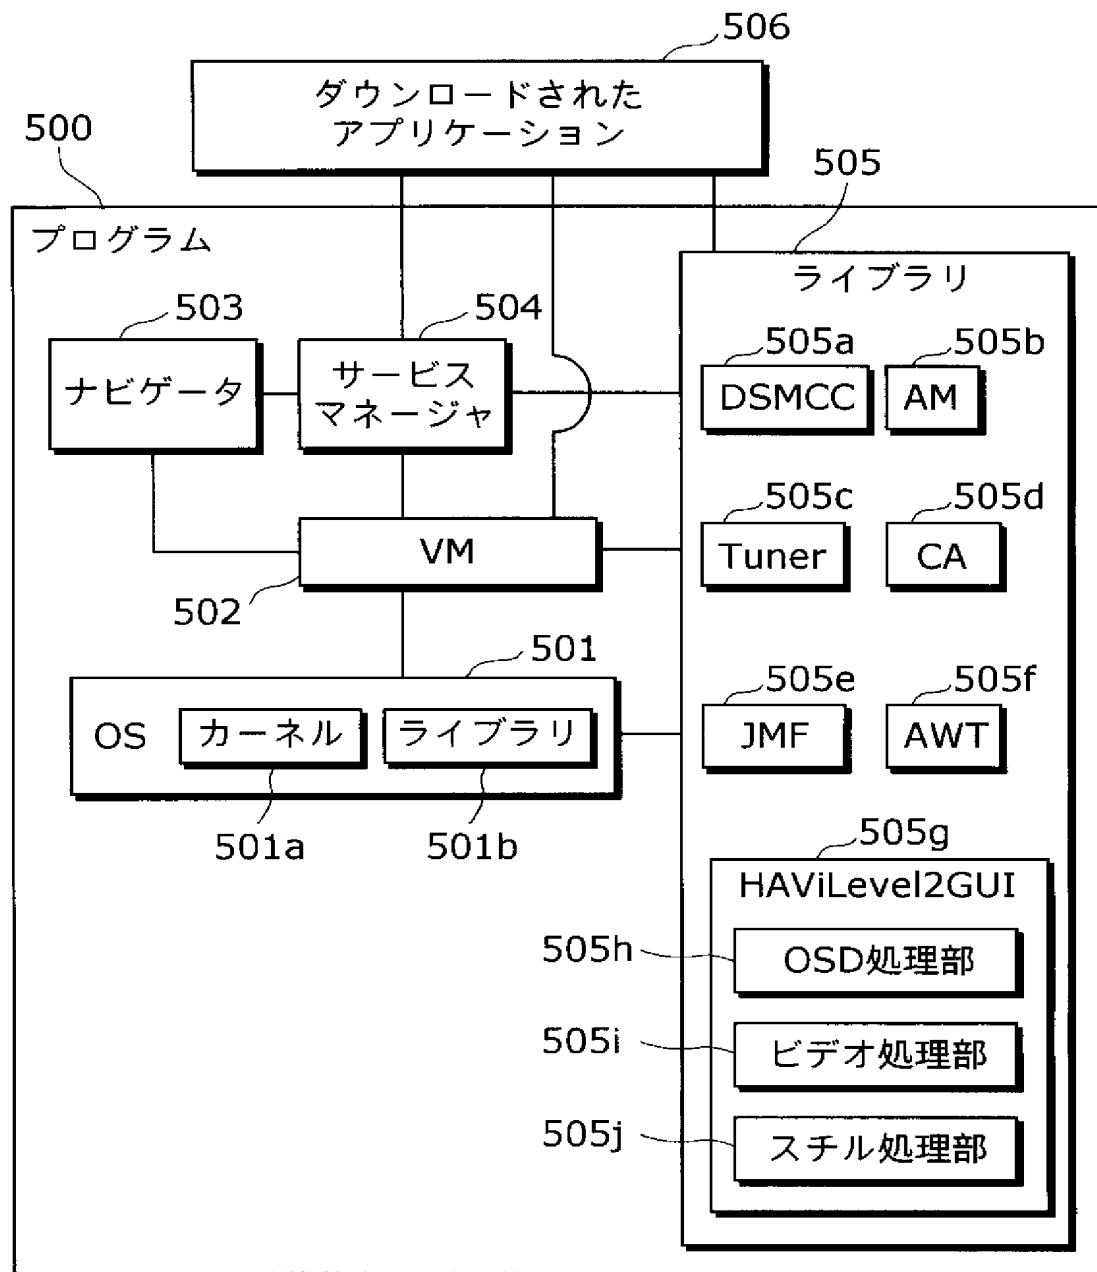 506
ダウンロードされた
アプリケーション
500
505
プログラム
ライブラリ
503
504
505a
505b
ナビゲータ
サービス
マネージャ
DSMCC
AM
505c
505d
VM
Tuner
CA
502
501
505e
505f
OS
カーネル
ライブラリ
JMF
AWT
501a
501b
505g
HAViLevel2GUI
505h
OSD処理部
505i
ビデオ処理部
505j
スチル処理部